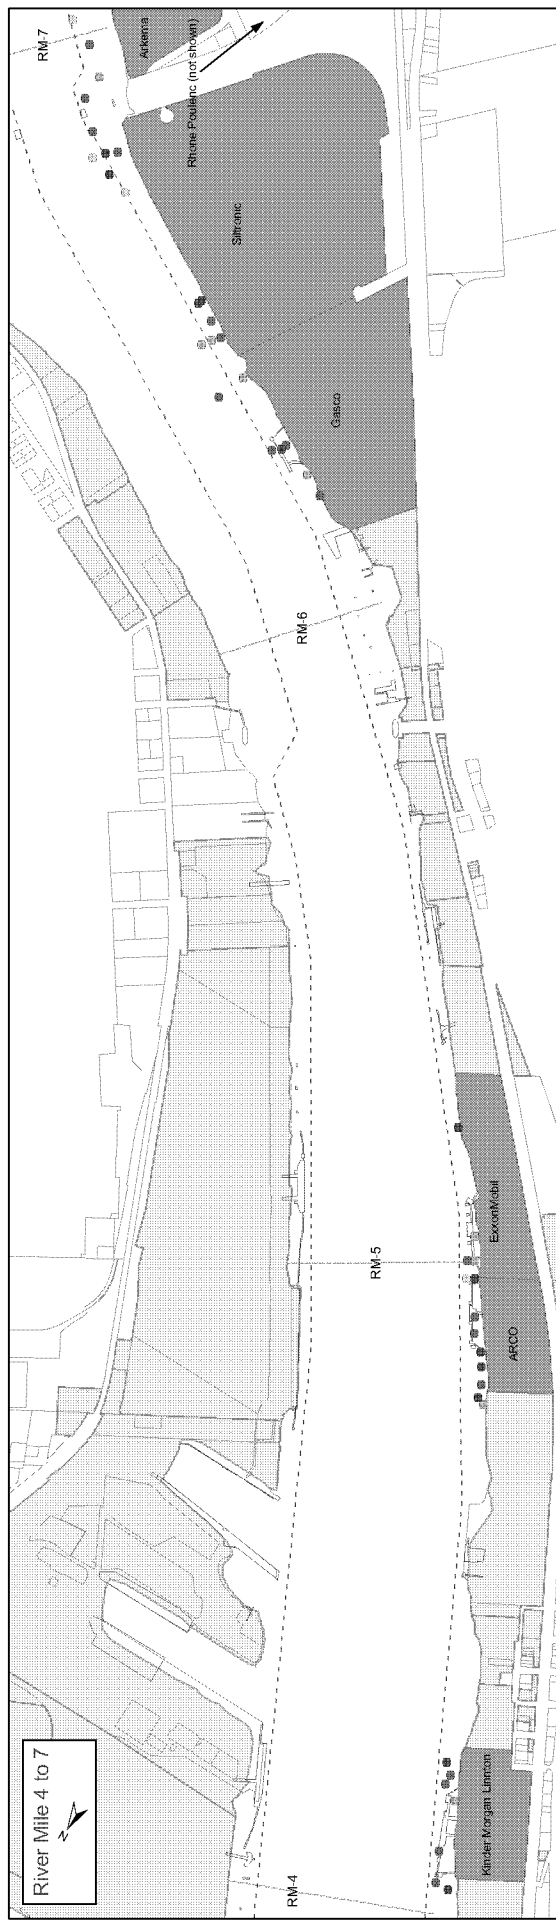 River Mile 4 to 7
N
RM-4
RM-5
RM-6
RM-7
Kinder Morgan Linnton
ARCO
ExxonMobil
Gasco
Siltronic
Rhone Poulenc (not shown)
Arkema